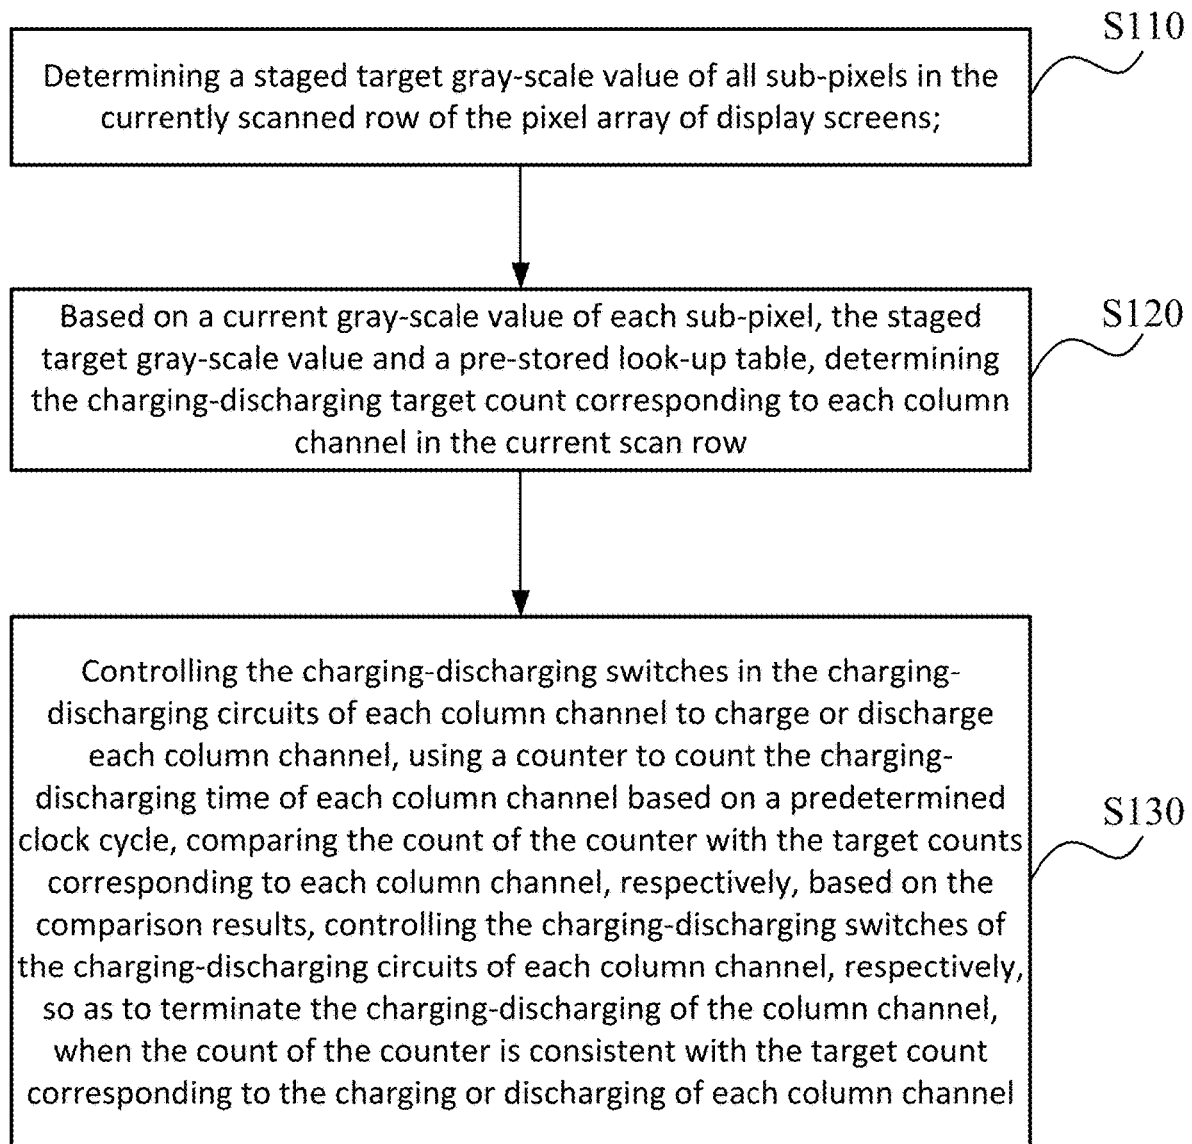 S110
Determining a staged target gray-scale value of all sub-pixels in the
currently scanned row of the pixel array of display screens;
S120
Based on a current gray-scale value of each sub-pixel, the staged
target gray-scale value and a pre-stored look-up table, determining
the charging-discharging target count corresponding to each column
channel in the current scan row
S130
Controlling the charging-discharging switches in the charging-
discharging circuits of each column channel to charge or discharge
each column channel, using a counter to count the charging-
discharging time of each column channel based on a predetermined
clock cycle, comparing the count of the counter with the target counts
corresponding to each column channel, respectively, based on the
comparison results, controlling the charging-discharging switches of
the charging-discharging circuits of each column channel, respectively,
so as to terminate the charging-discharging of the column channel,
when the count of the counter is consistent with the target count
corresponding to the charging or discharging of each column channel